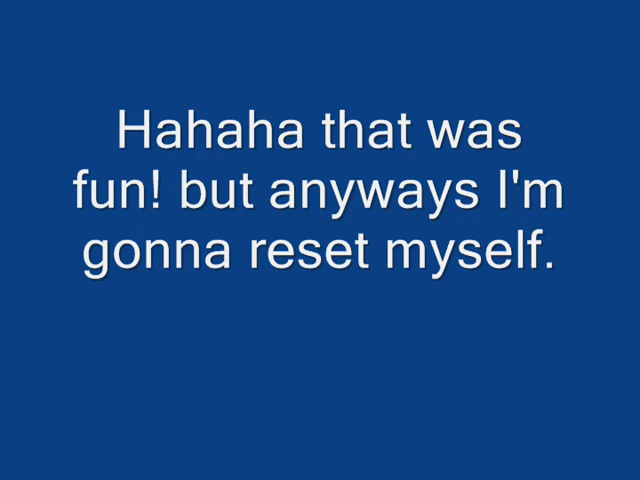 Hahaha that was
fun! but anyways I'm
gonna reset myself.